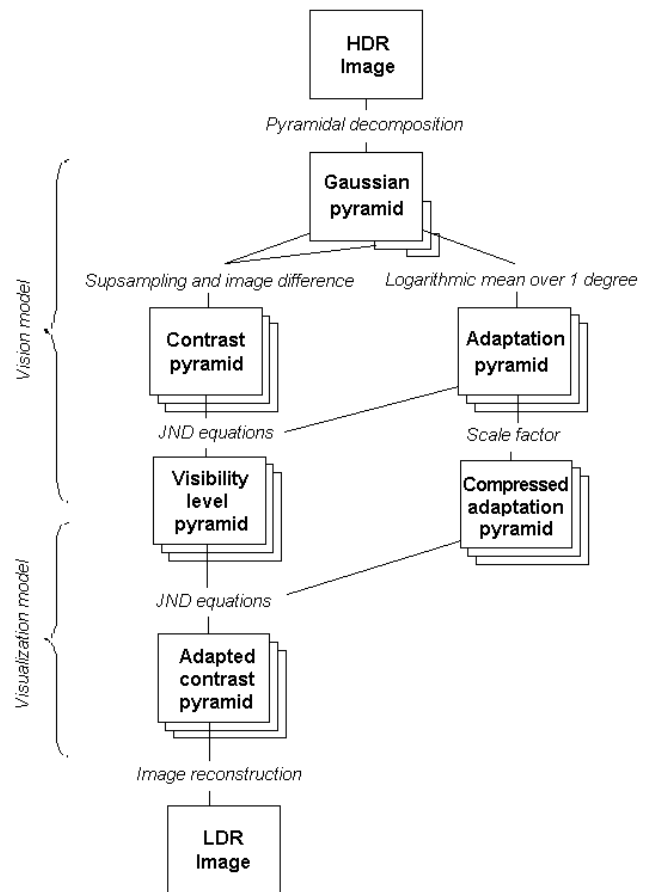 HDR
Image
Pyramidal decomposition
Gaussian
pyramid
Supsampling and image difference
Logarithmic mean over 1 degree
Vision model
Contrast
pyramid
Adaptation
pyramid
JND equations
Scale factor
Visibility
level
pyramid
Compressed
adaptation
pyramid
Visualization model
JND equations
Adapted
contrast
pyramid
Image reconstruction
LDR
Image